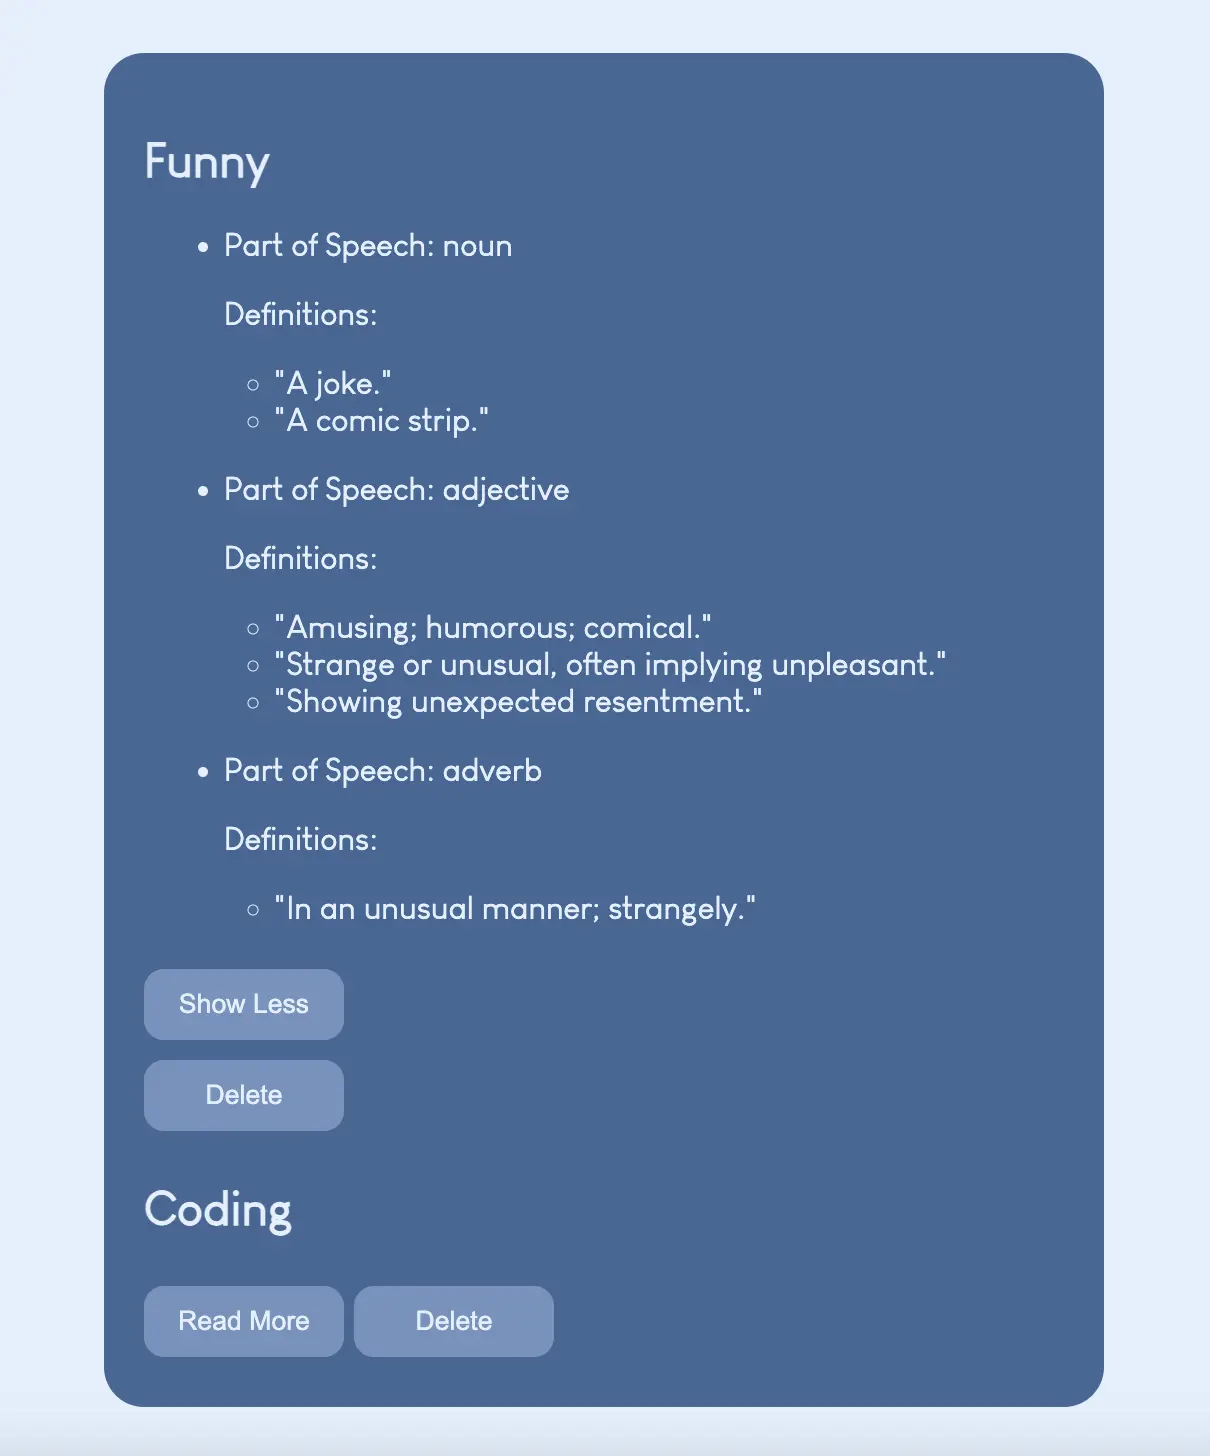 Funny
Part of Speech: noun
Definitions:
"A joke."
"A comic strip."
Part of Speech: adjective
Definitions:
"Amusing; humorous; comical."
"Strange or unusual, often implying unpleasant."
"Showing unexpected resentment."
Part of Speech: adverb
Definitions:
"In an unusual manner; strangely."
Show Less
Delete
Coding
Read More Delete